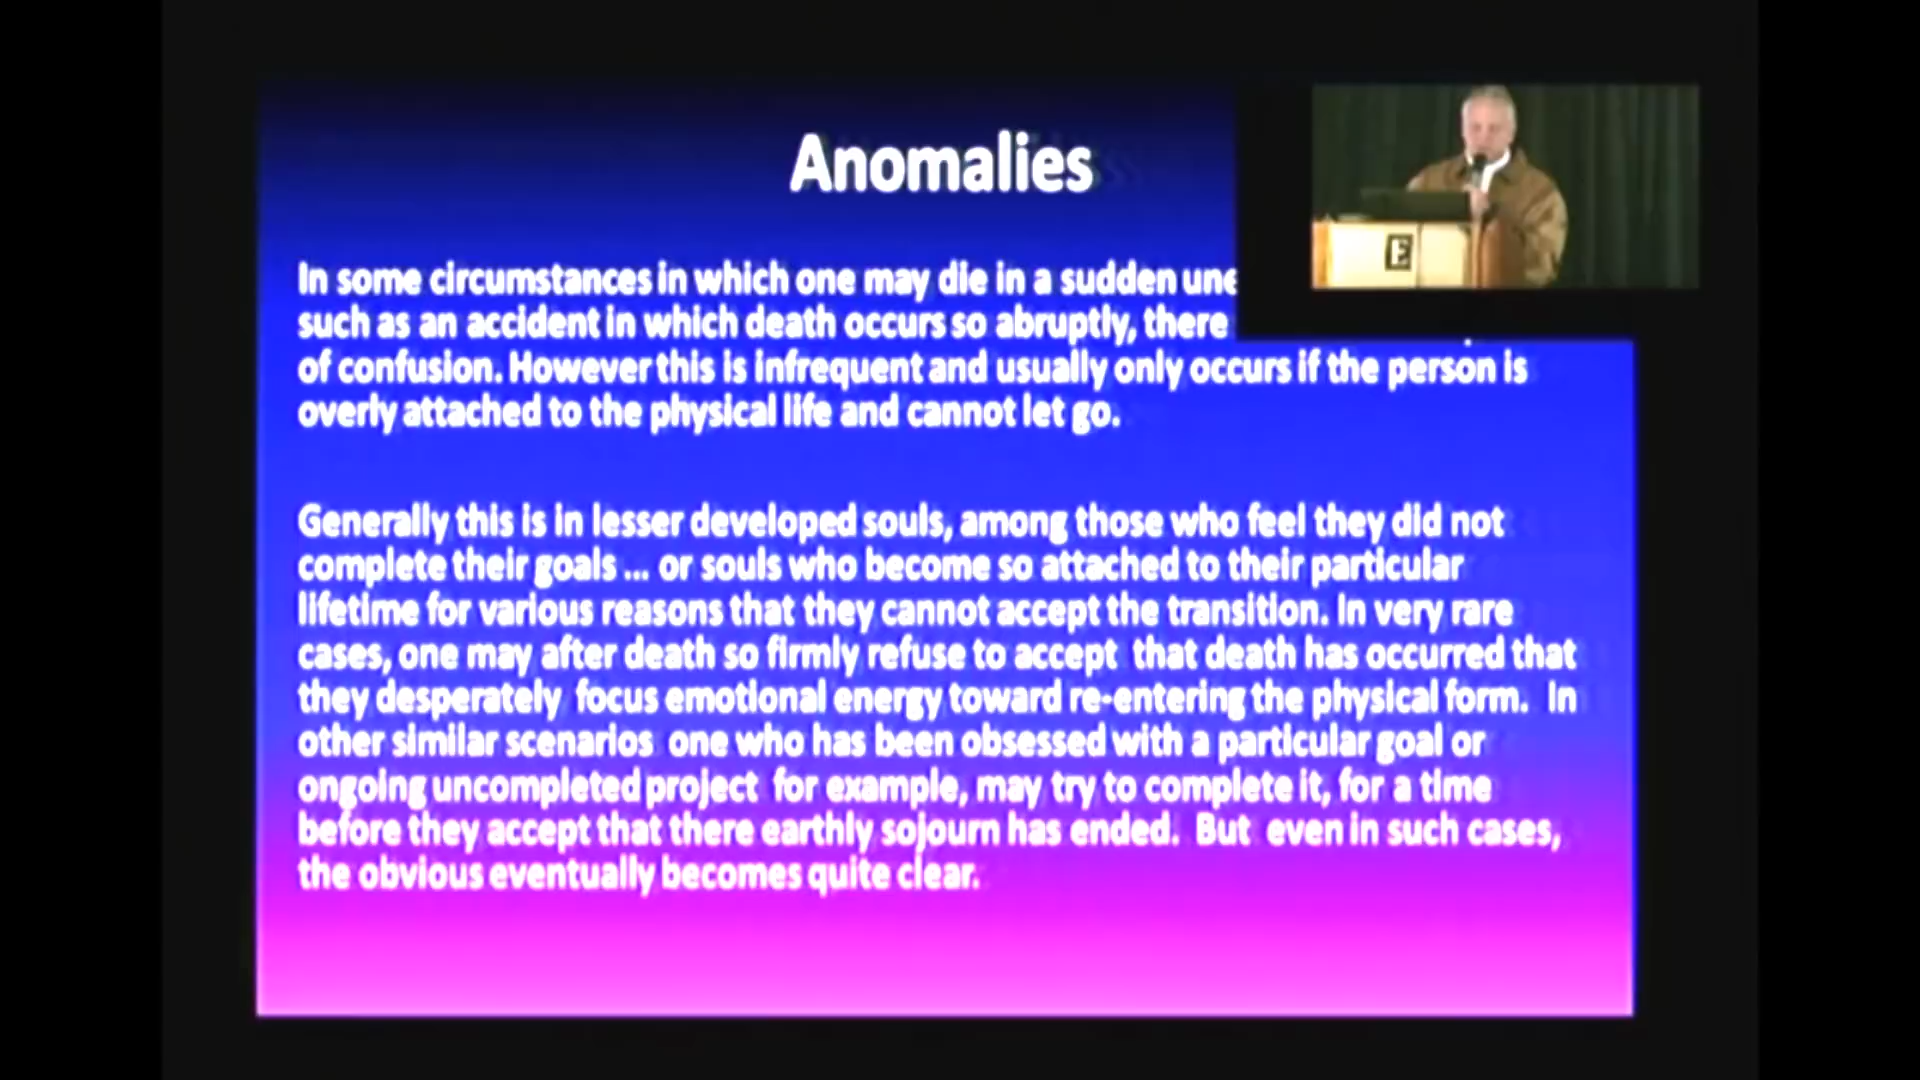 Anomalies
In some circumstances in which one may die in a sudden
such as an accident in which death occurs so abruptly, there
of confusion. However this is infrequent and usually only occurs if the person is
overly attached to the physical life and cannot let go.
Generally this is in lesser developed souls, among those who feel they did not
complete their goals ... or souls who become so attached to their particular
lifetime for various reasons that they cannot accept the transition. In very rare
cases, one may after death so firmly refuse to accept that death has occurred that
they desperately focus emotional energy toward re-entering the physical form. In
other similar scenarios one who has been obsessed with a particular goal or
ongoing uncompleted project for example, may try to complete it, for a time
before they accept that there earthly sojourn has ended. But even in such cases,
the obvious eventually becomes quite clear.
E